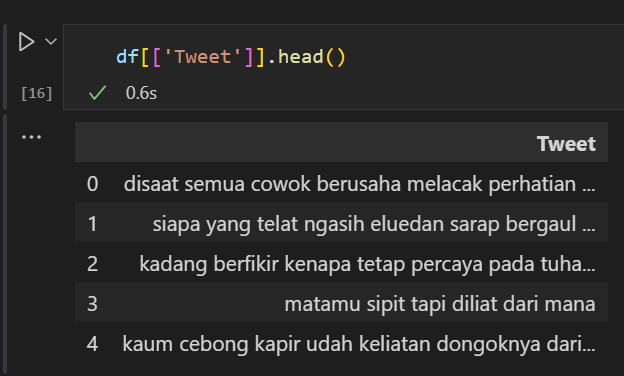 df[['Tweet']].head()
[16]
0.6s
...
Tweet
0 disaat semua cowok berusaha melacak perhatian ...
1 siapa yang telat ngasih eluedan sarap bergaul ...
2 kadang berfikir kenapa tetap percaya pada tuha...
3 matamu sipit tapi diliat dari mana
4 kaum cebong kapir udah keliatan dongoknya dari...